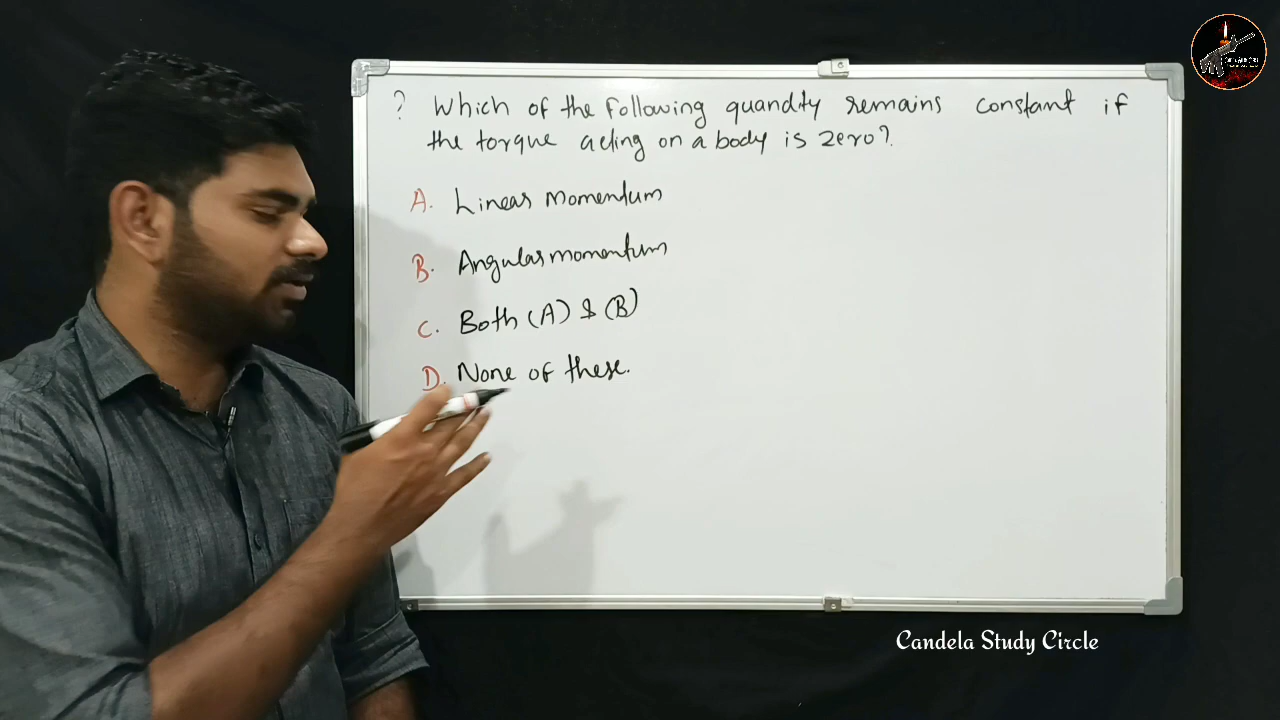 ? Which of the following quantity remains constant if
the torque acting on a body is zero?
A. Linear Momentum
B. Angular momentum
C. Both (A) & (B)
D. None of these.
Candela Study Circle